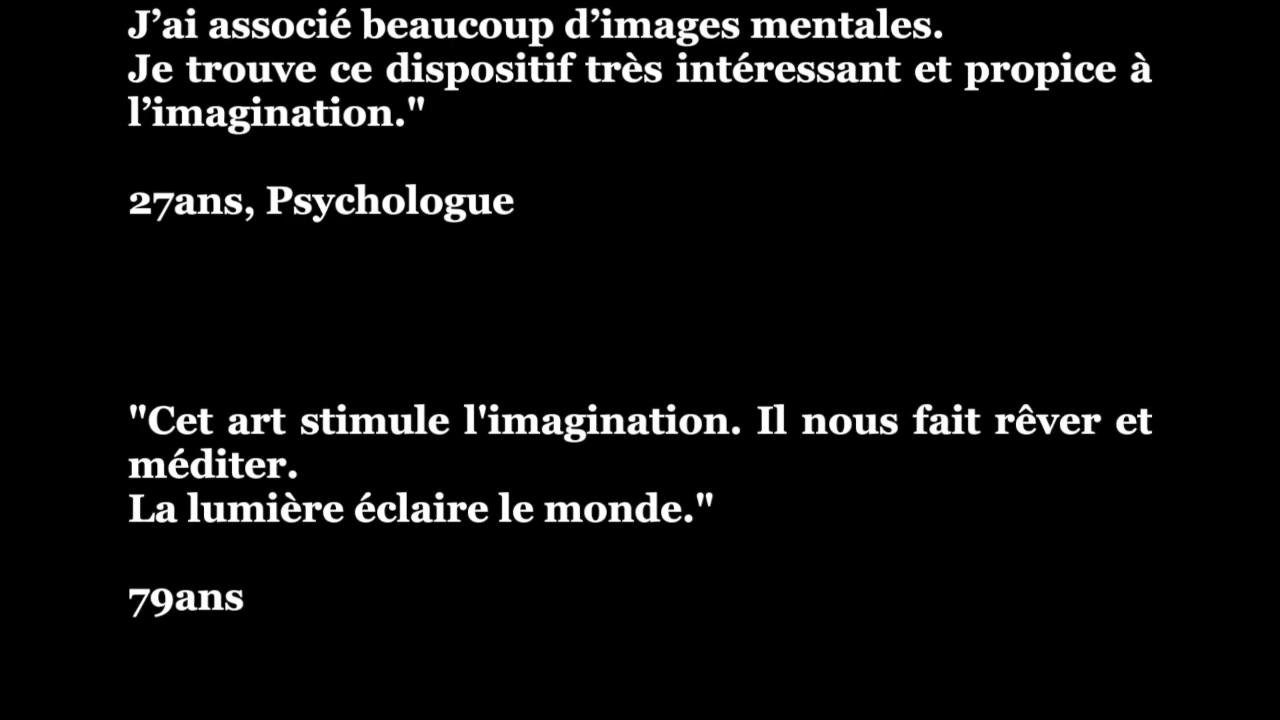 J’ai associé beaucoup d’images mentales.
Je trouve ce dispositif très intéressant et propice à
l’imagination."
27ans, Psychologue
"Cet art stimule l'imagination. Il nous fait rêver et
méditer.
La lumière éclaire le monde."
79ans